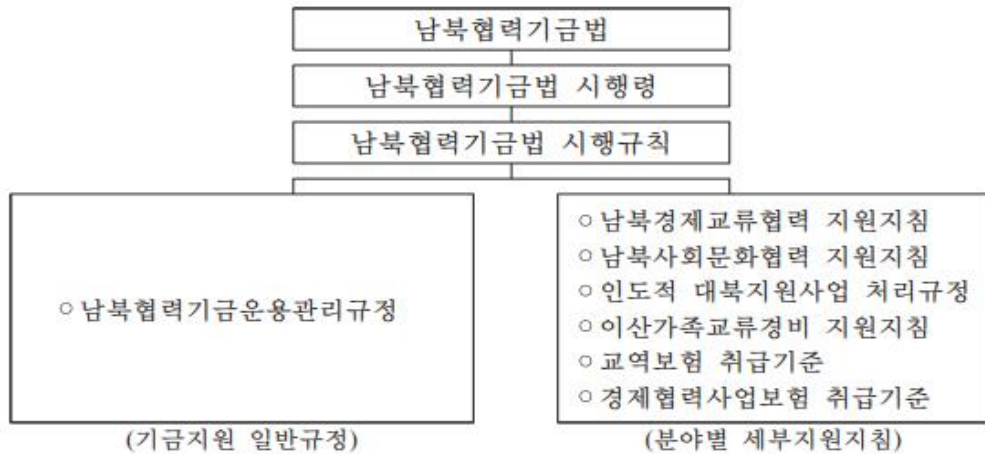 남북협력기금법
남북협력기금법 시행령
남북협력기금법 시행규칙
○ 남북협력기금운용관리규정
(기금지원 일반규정)
○ 남북경제교류협력 지원지침
○ 남북사회문화협력 지원지침
○ 인도적 대북지원사업 처리규정
○ 이산가족교류경비 지원지침
○ 교역보험 취급기준
○ 경제협력사업보험 취급기준
(분야별 세부지원지침)